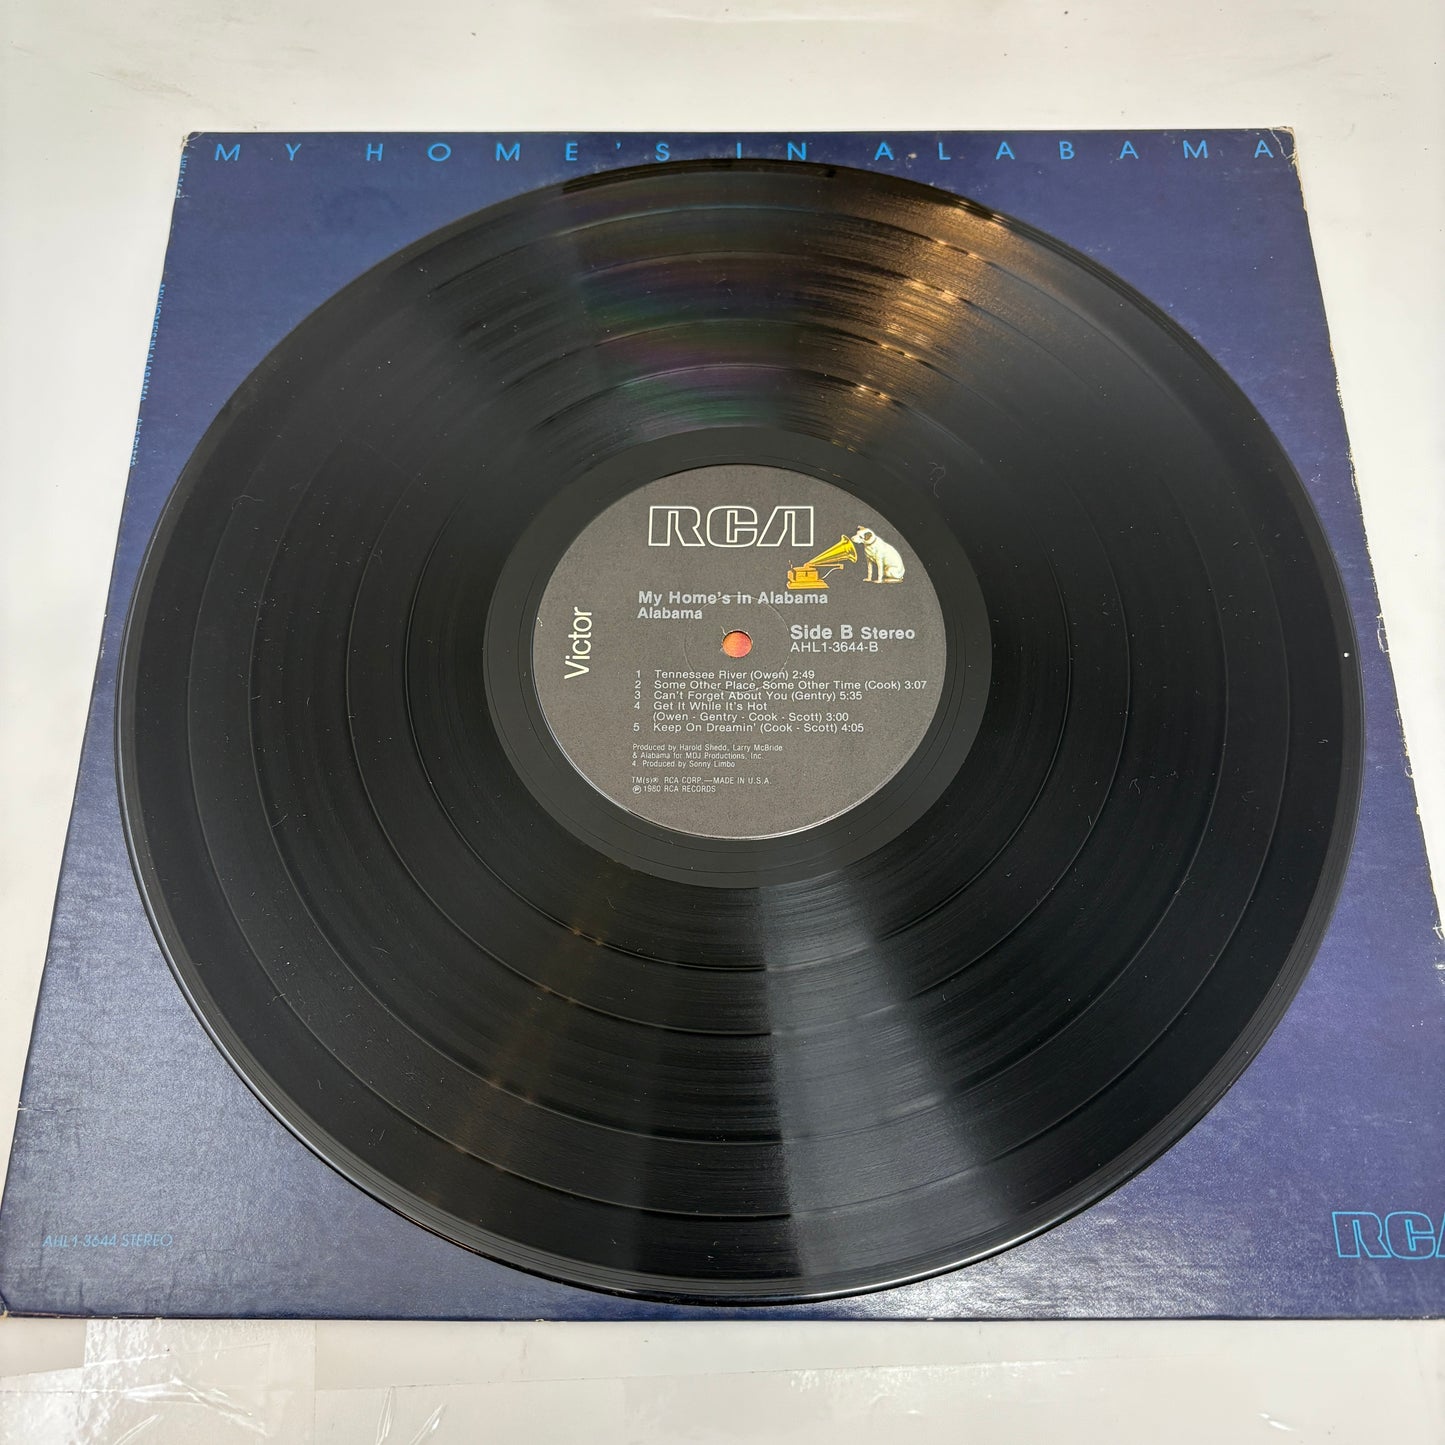 MY HOME'S IN ALABAMA
MY HOME'S IN ALABAMA
RCA
Victor
My Home's in Alabama
Alabama
Side B Stereo
AHL1-3644-B
1 Tennessee River (Owen) 2:49
2 Some Other Place, Some Other Time (Cook) 3:07
3 Can't Forget About You (Gentry) 5:35
4 Get It While It's Hot
(Owen - Gentry - Cook - Scott) 3:00
5 Keep On Dreamin' (Cook - Scott) 4:05
Produced by Harold Shedd, Larry McBride
& Alabama for MDJ Productions, Inc.
4. Produced by Sonny Limbo
TM(s)®, RCA CORP.—MADE IN U.S.A.
℗ 1980 RCA RECORDS
AHL1-3644 STEREO
RCA